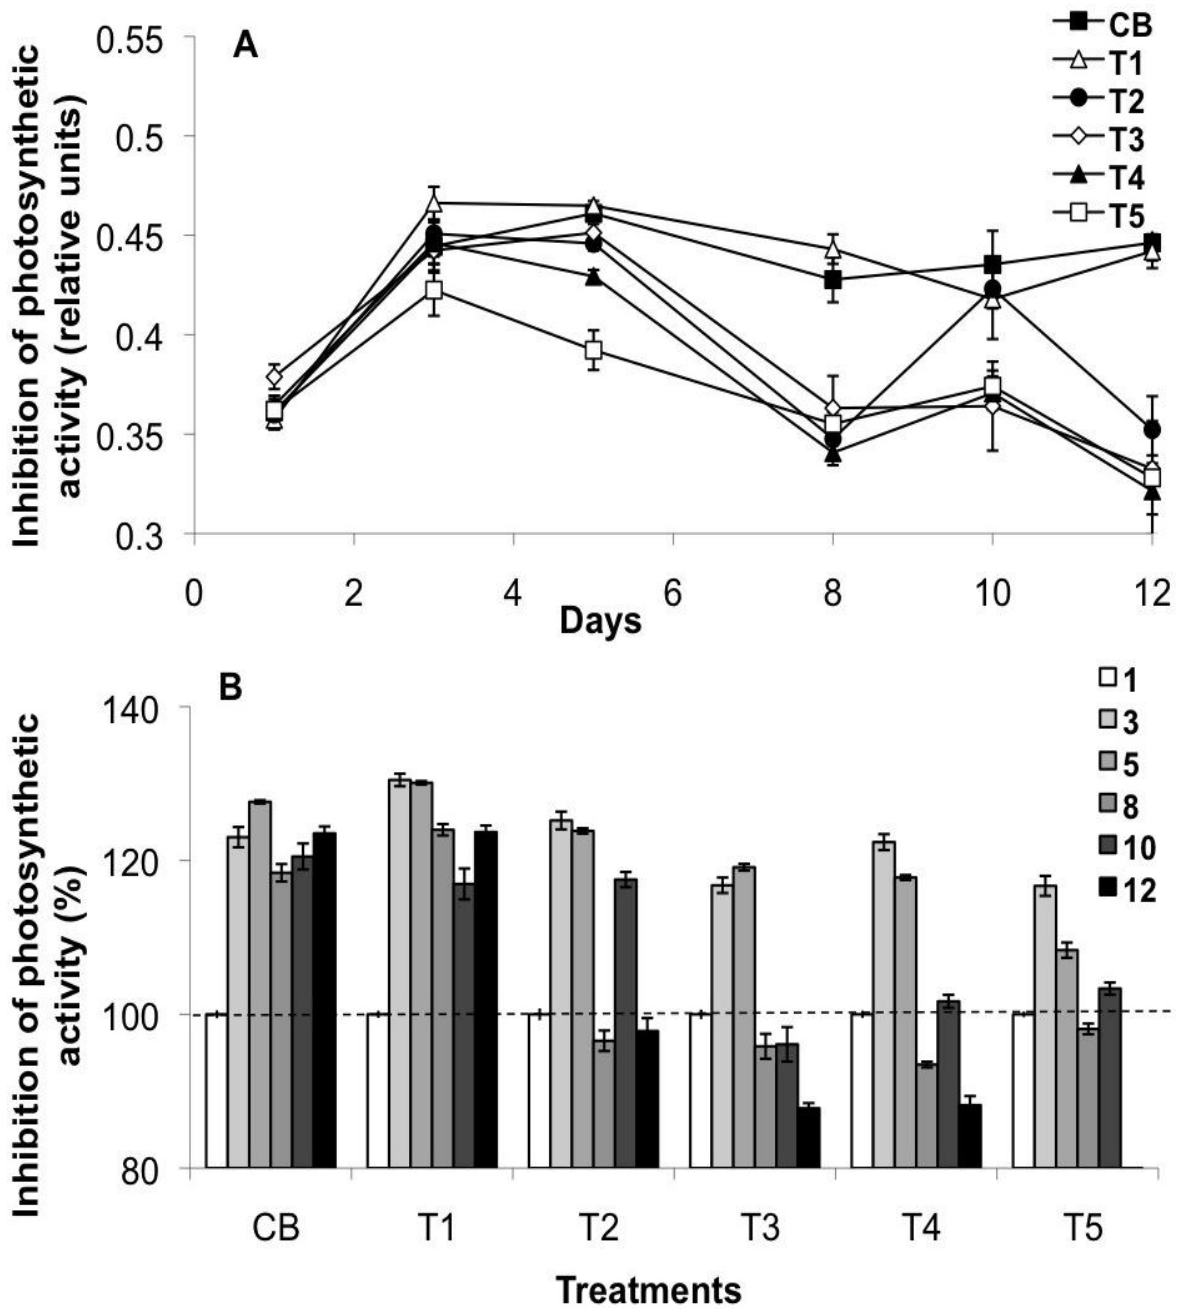 A
Inhibition of photosynthetic
activity (relative units)
0.55
0.5
0.45
0.4
0.35
0.3
0 2 4 6 8 10 12
Days
CB
T1
T2
T3
T4
T5
B
Inhibition of photosynthetic
activity (%)
140
120
100
80
CB T1 T2 T3 T4 T5
Treatments
1
3
5
8
10
12